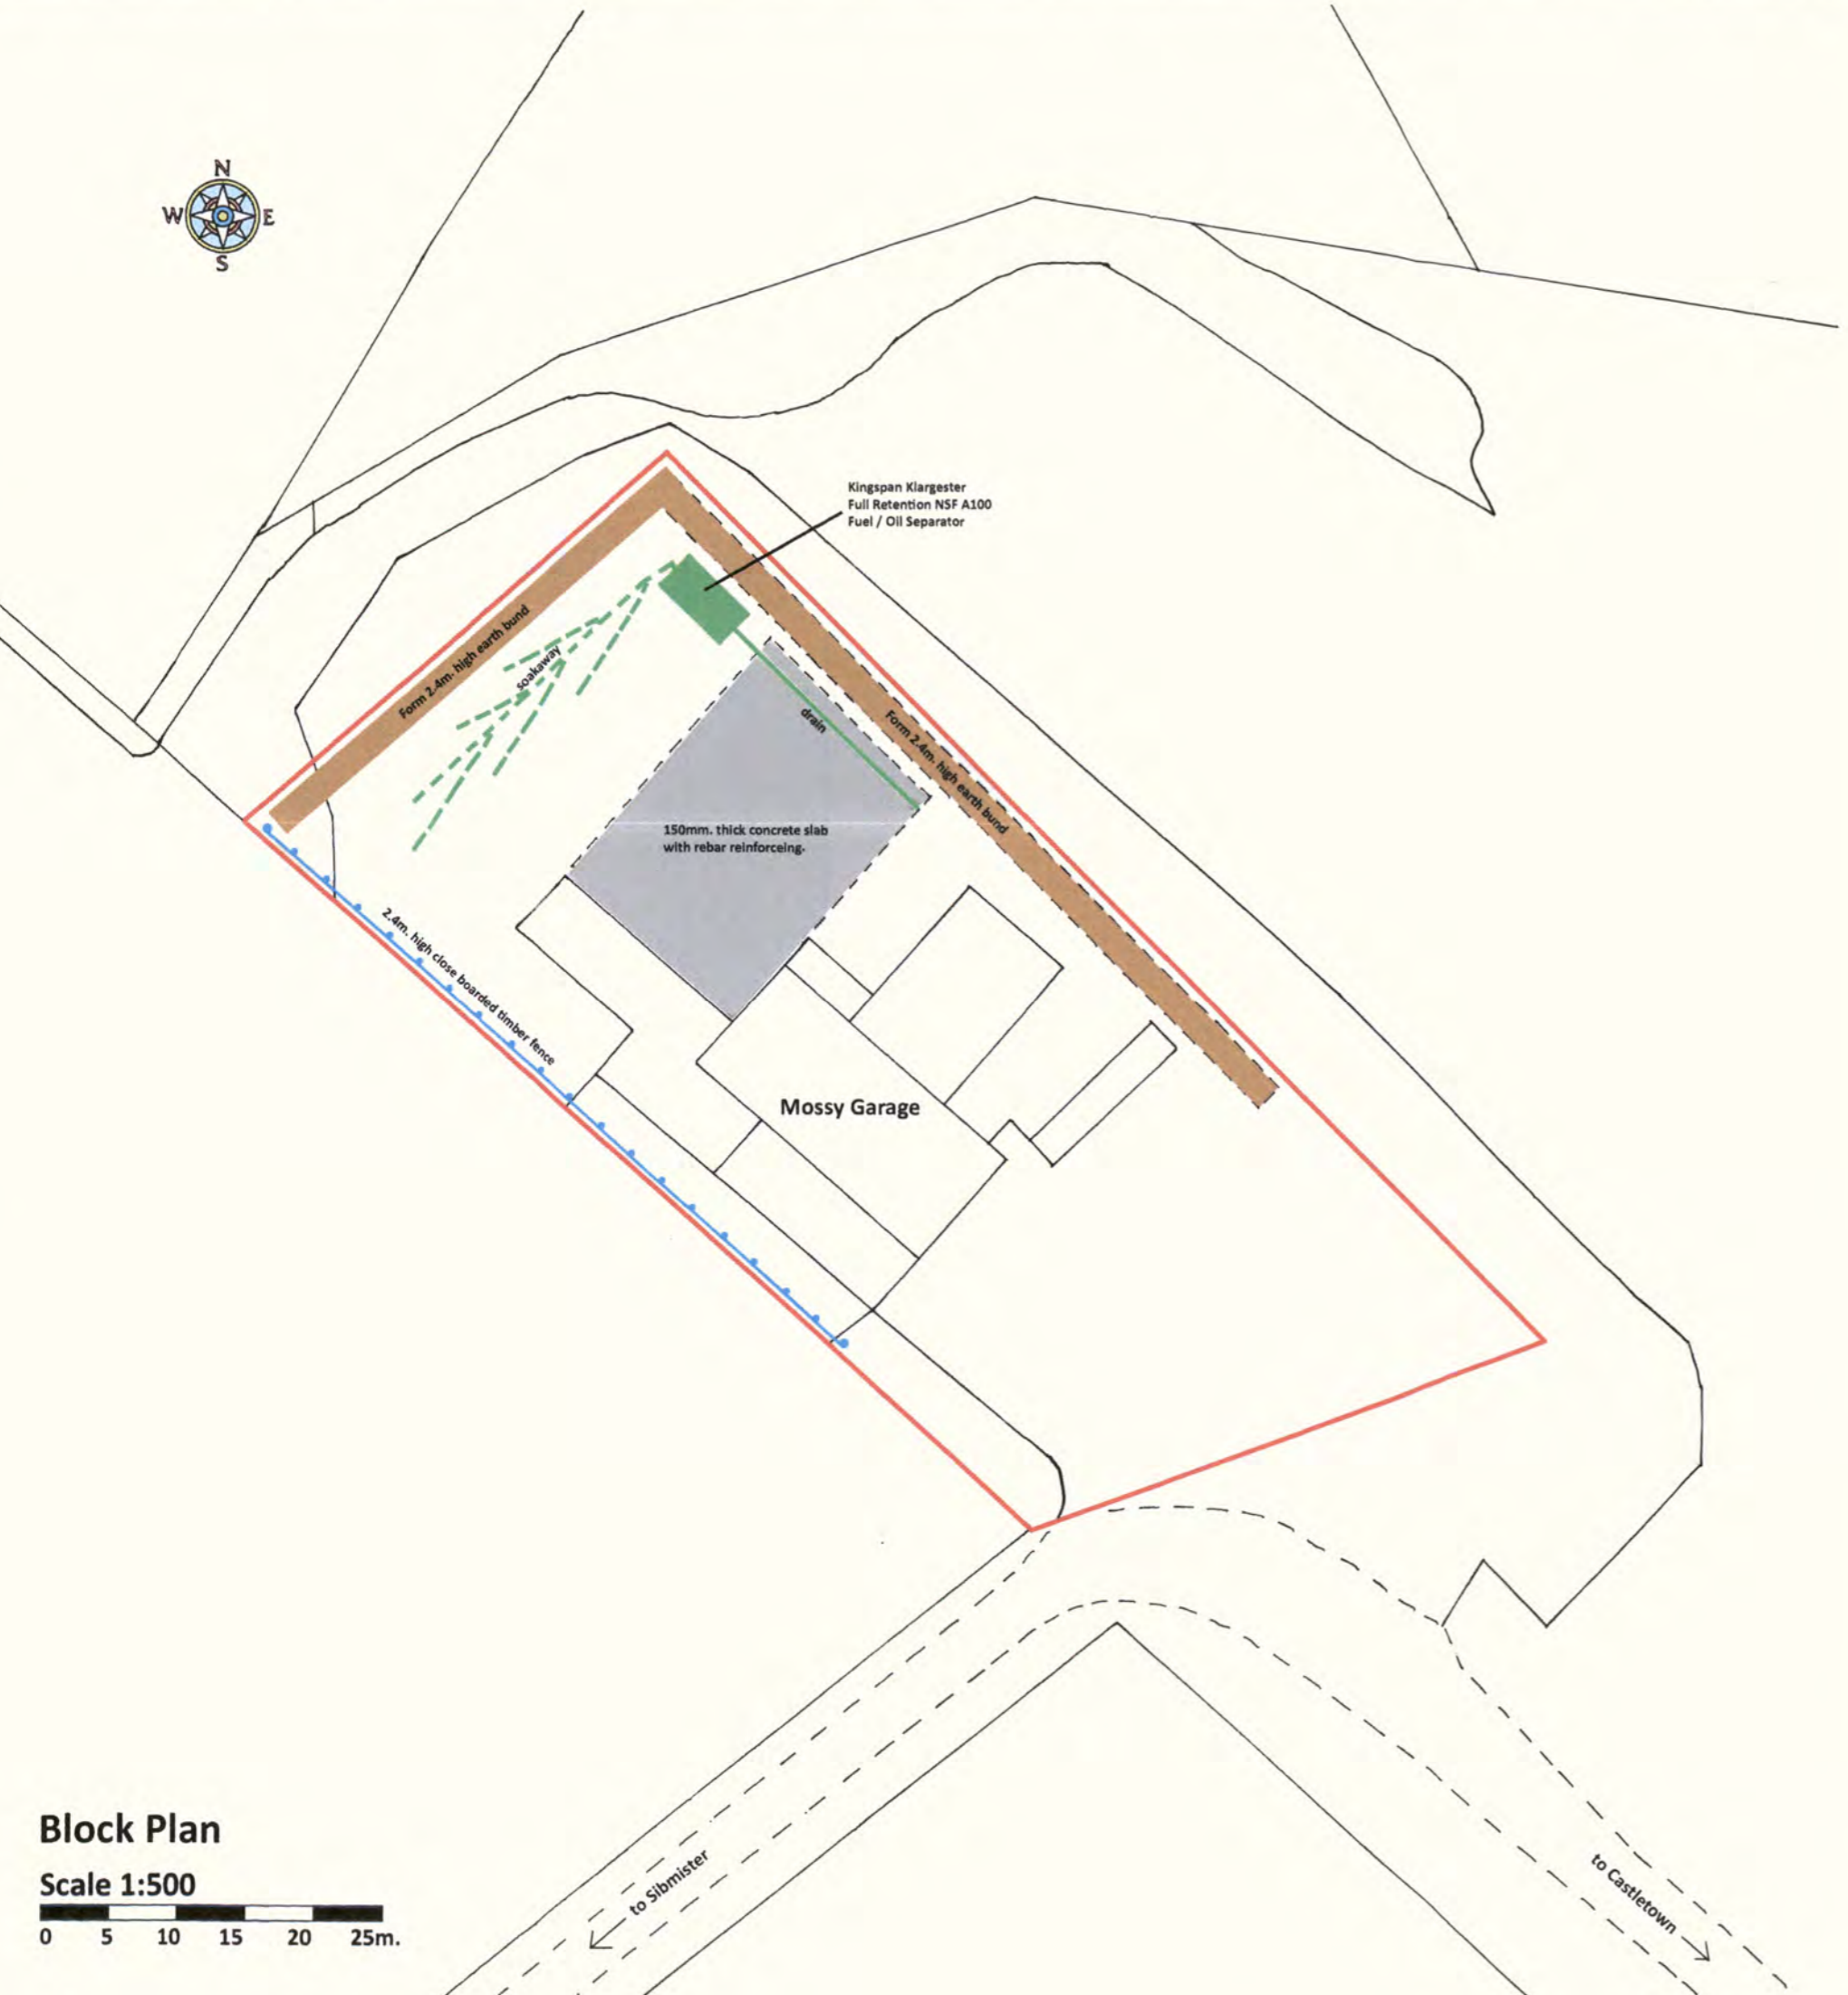 N
W E
S
Kingspan Klargester
Full Retention NSF A100
Fuel / Oil Separator
Form 2.4m. high earth bund
soakaway
drain
Form 2.4m. high earth bund
150mm. thick concrete slab
with rebar reinforceing.
2.4m. high close boarded timber fence
Mossy Garage
Block Plan
Scale 1:500
0 5 10 15 20 25m.
to Sibmister
to Castletown